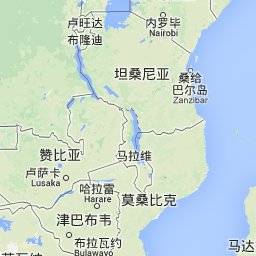 卢旺达
布隆迪
内罗毕
Nairobi
坦桑尼亚
桑给
巴尔岛
Zanzibar
赞比亚
马拉维
卢萨卡
Lusaka
哈拉雷
Harare
莫桑比克
津巴布韦
布拉瓦约
Bulawayo
马达